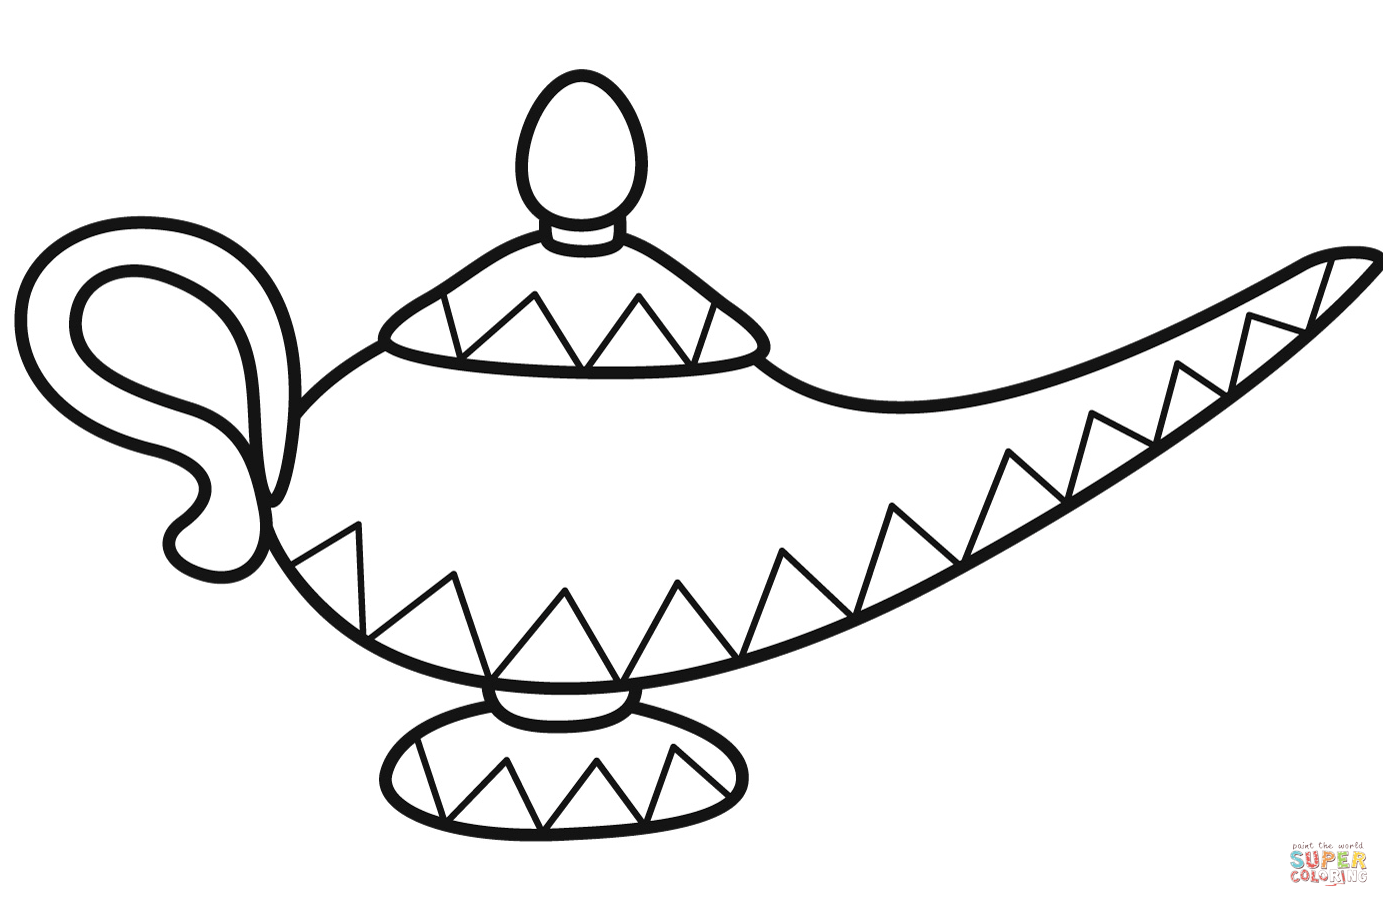 paint the world
SUPER
COLORING